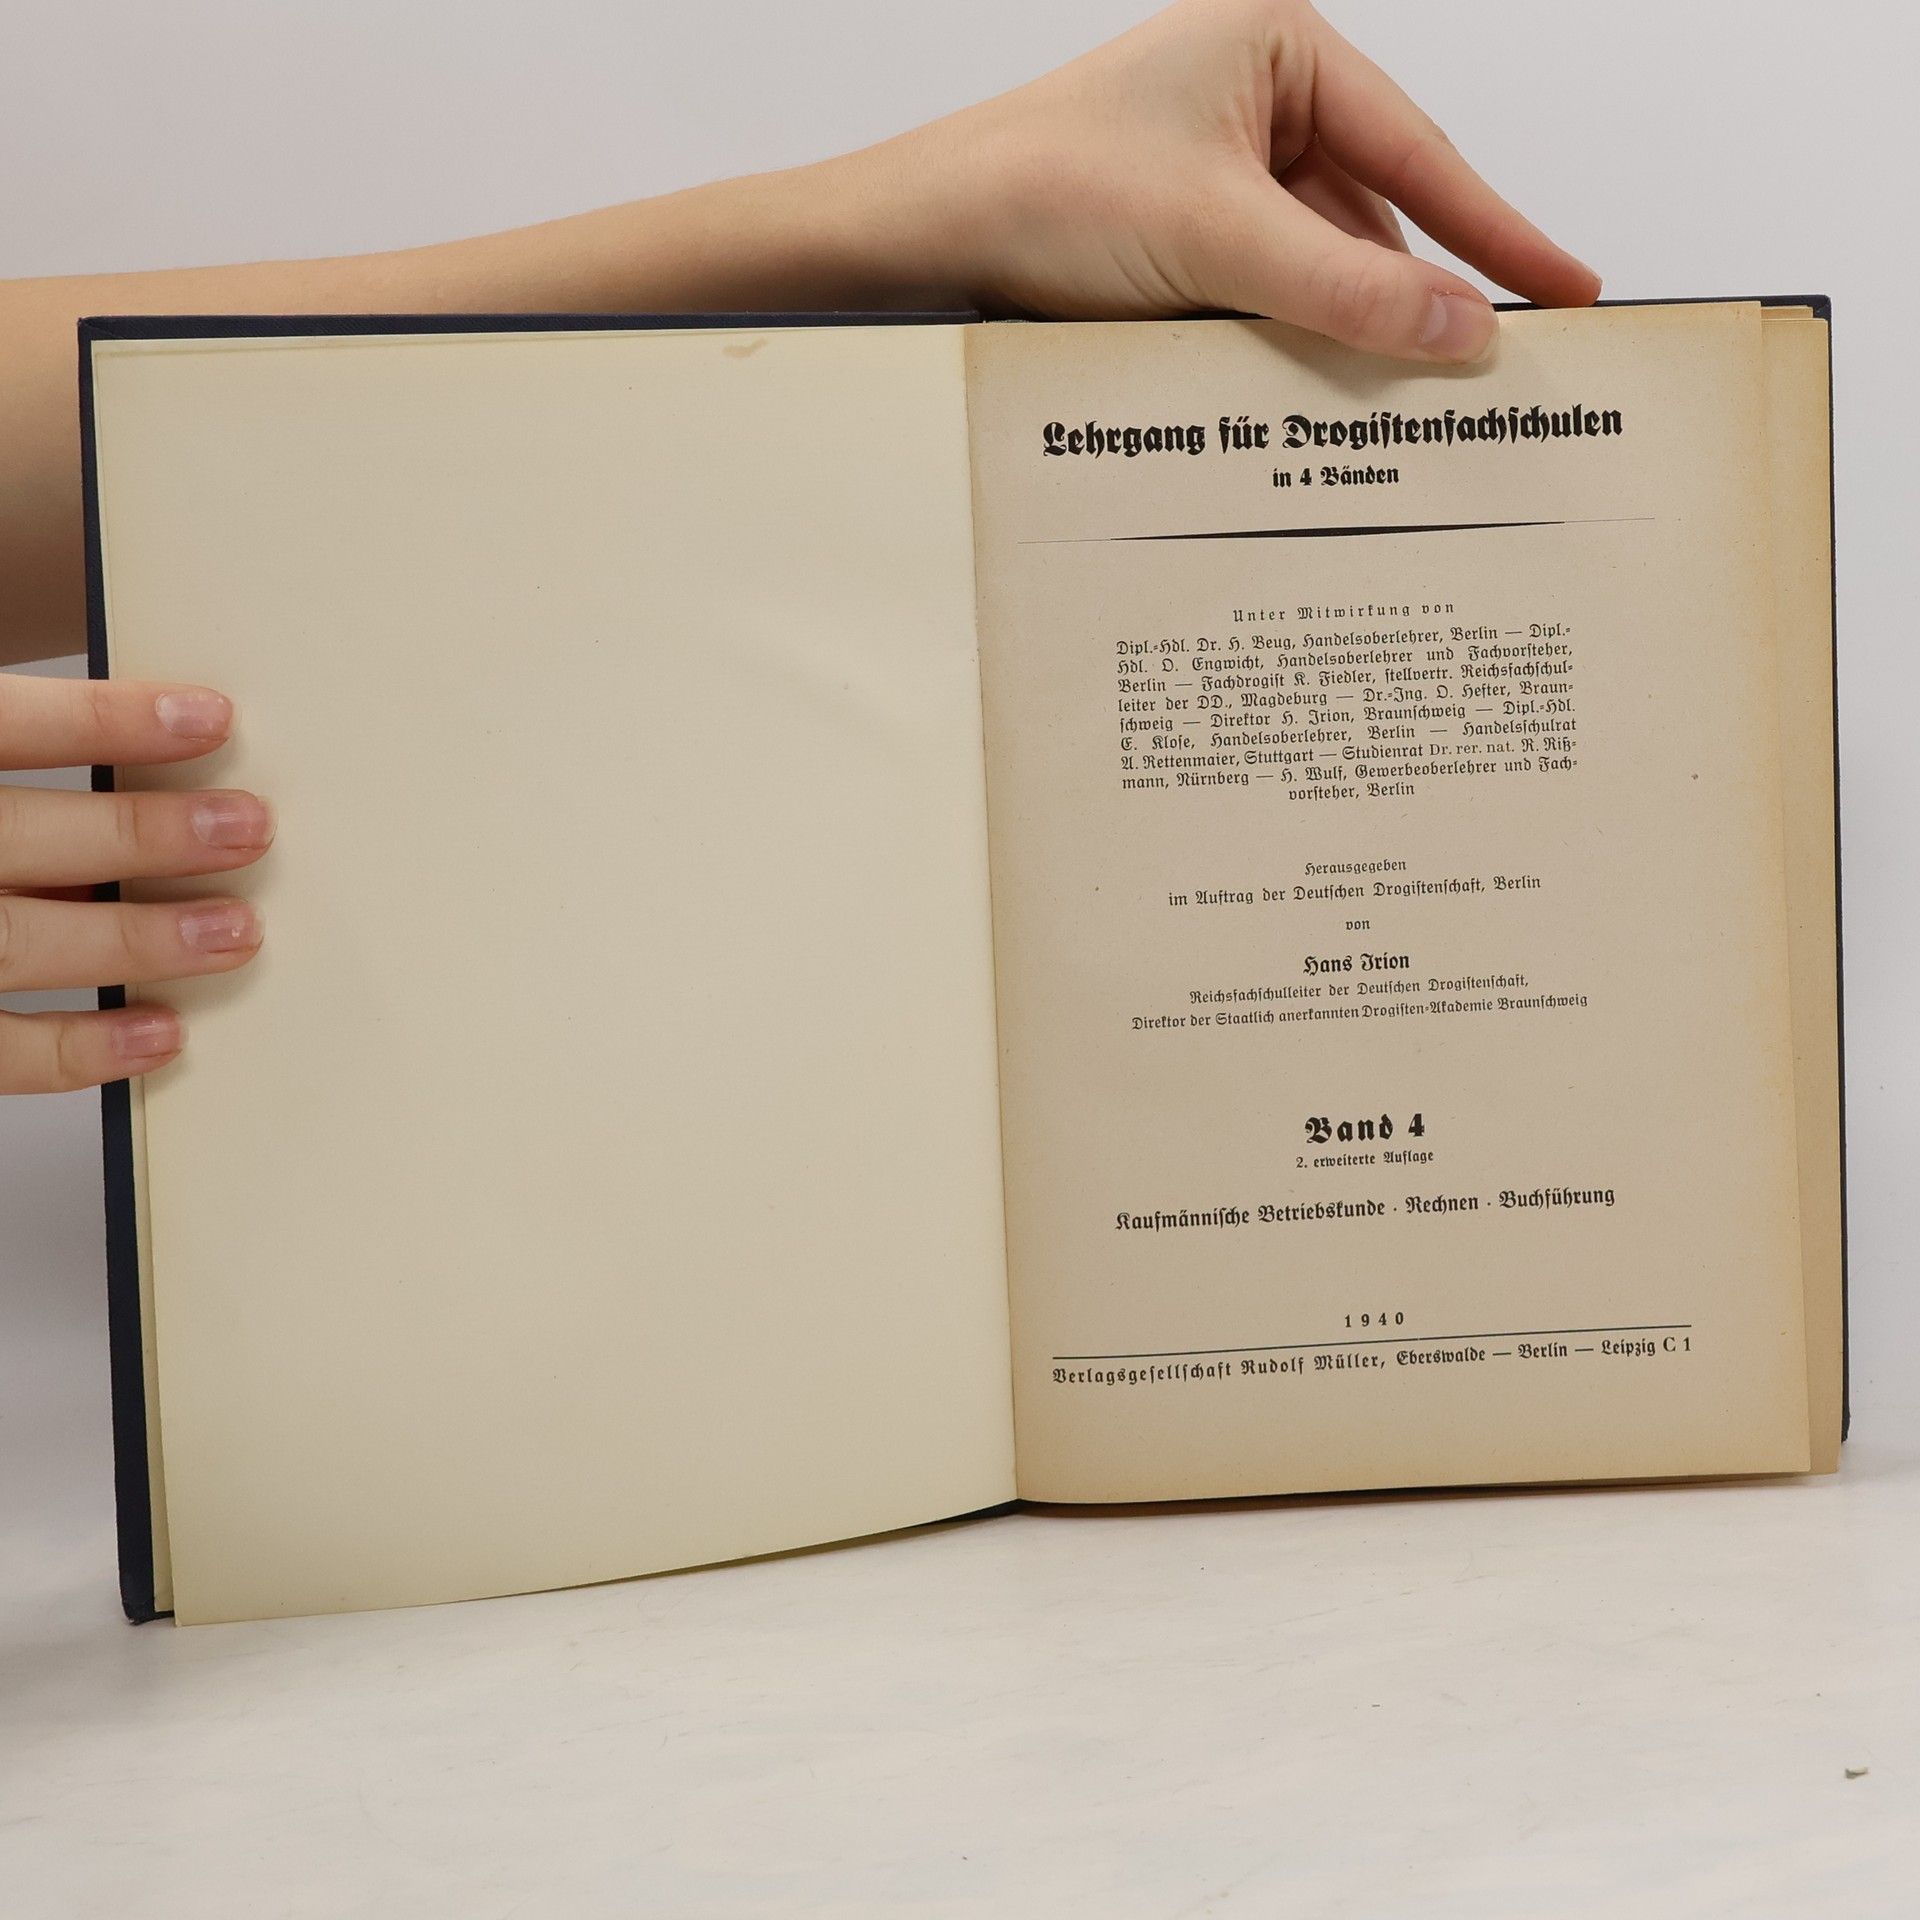 Lehrgang für Drogistenfachschulen
in 4 Bänden
Unter Mitwirkung von
Dipl.-Hdl. Dr. H. Beug, Handelsoberlehrer, Berlin — Dipl.-
Hdl. O. Engwicht, Handelsoberlehrer und Fachvorsteher,
Berlin — Fachdrogist K. Fiedler, stellvertr. Reichsfachschul-
leiter der DD., Magdeburg — Dr.-Ing. O. Hefter, Braun-
schweig — Direktor H. Irion, Braunschweig — Dipl.-Hdl.
E. Klose, Handelsoberlehrer, Berlin — Handelsschulrat
A. Rettenmaier, Stuttgart — Studienrat Dr. rer. nat. R. Riß-
mann, Nürnberg — H. Wulf, Gewerbeoberlehrer und Fach-
vorsteher, Berlin
Herausgegeben
im Auftrag der Deutschen Drogistenschaft, Berlin
von
Hans Irion
Reichsfachschulleiter der Deutschen Drogistenschaft,
Direktor der Staatlich anerkannten Drogisten-Akademie Braunschweig
Band 4
2. erweiterte Auflage
Kaufmännische Betriebskunde · Rechnen · Buchführung
1940
Verlagsgesellschaft Rudolf Müller, Eberswalde — Berlin — Leipzig C 1